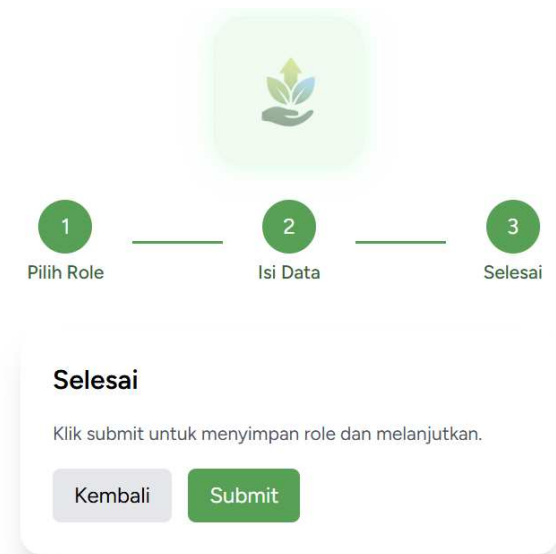 1 2 3
Pilih Role Isi Data Selesai
Selesai
Klik submit untuk menyimpan role dan melanjutkan.
Kembali Submit